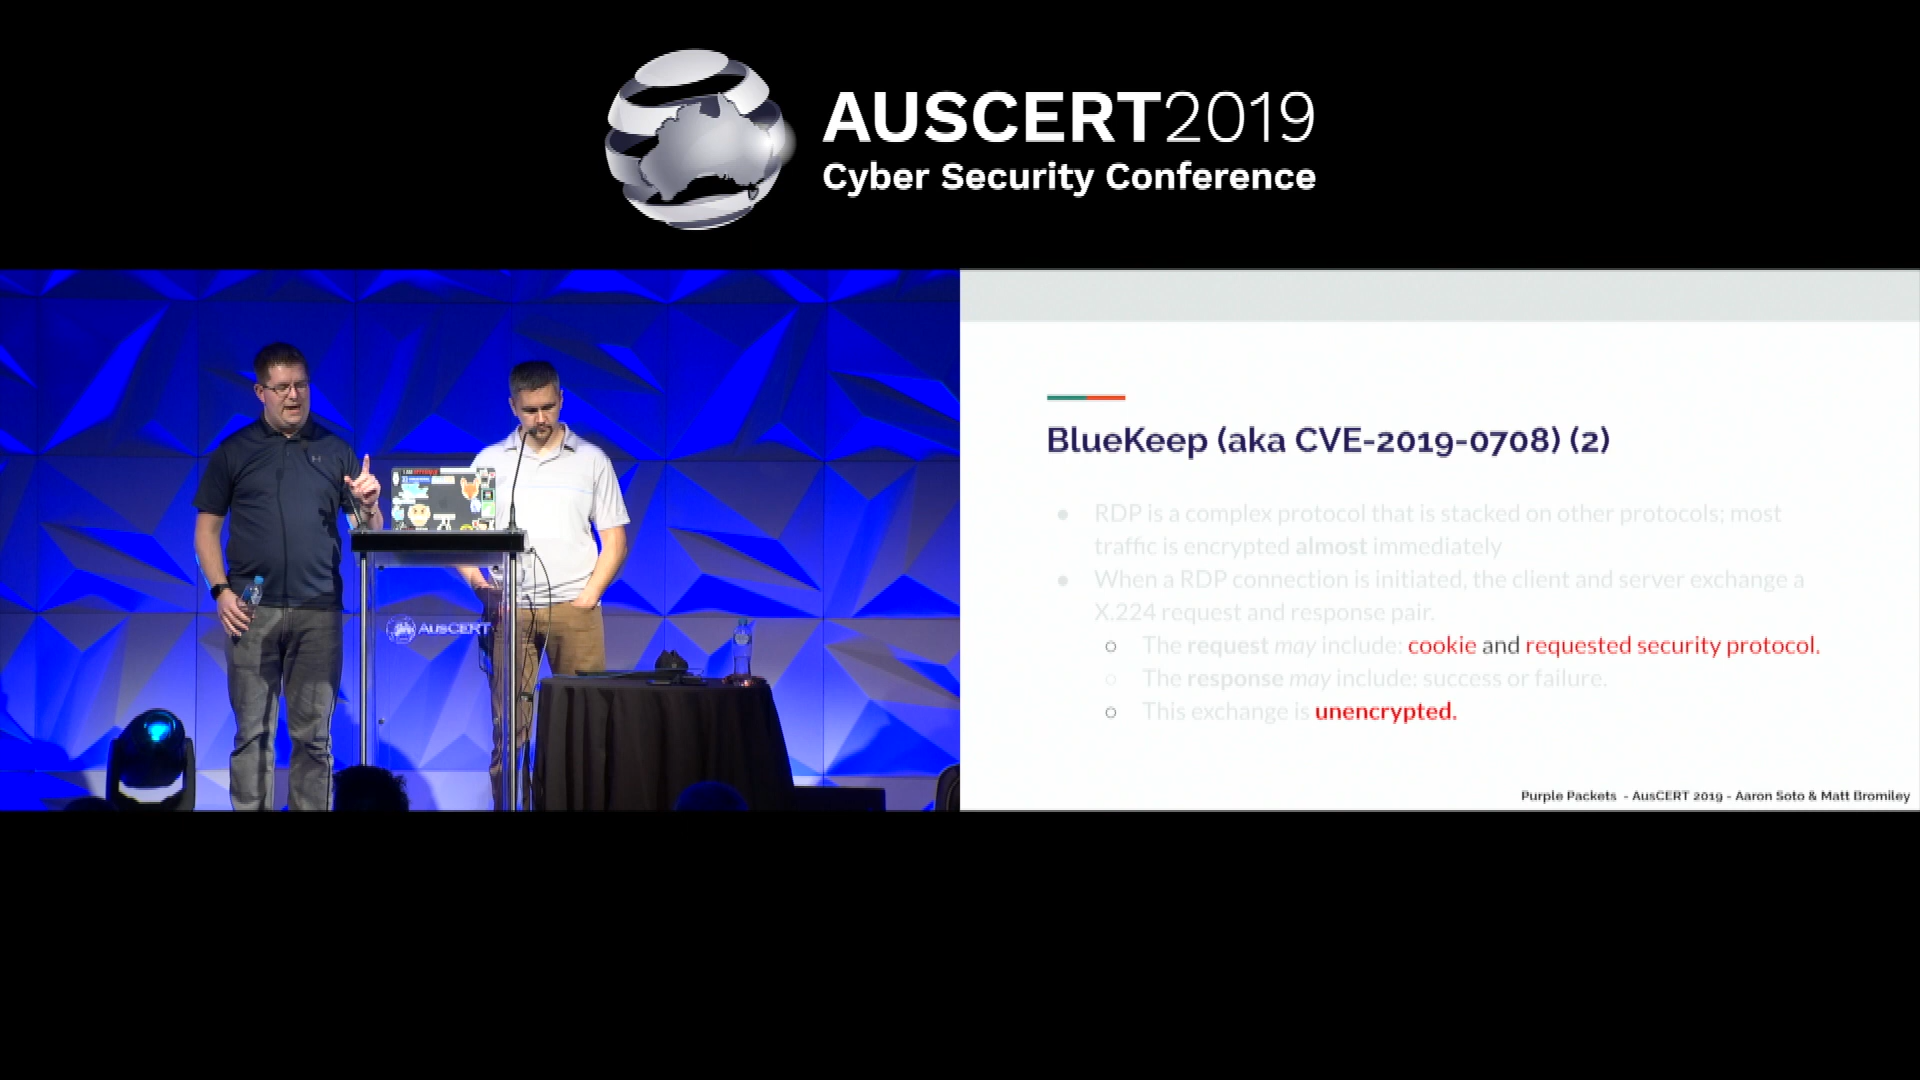 AUSCERT2019
Cyber Security Conference
AUSCERT
BlueKeep (aka CVE-2019-0708) (2)
● RDP is a complex protocol that is stacked on other protocols; most
traffic is encrypted almost immediately
● When a RDP connection is initiated, the client and server exchange a
X.224 request and response pair.
○ The request may include: cookie and requested security protocol.
○ The response may include: success or failure.
○ This exchange is unencrypted.
Purple Packets - AusCERT 2019 - Aaron Soto & Matt Bromiley